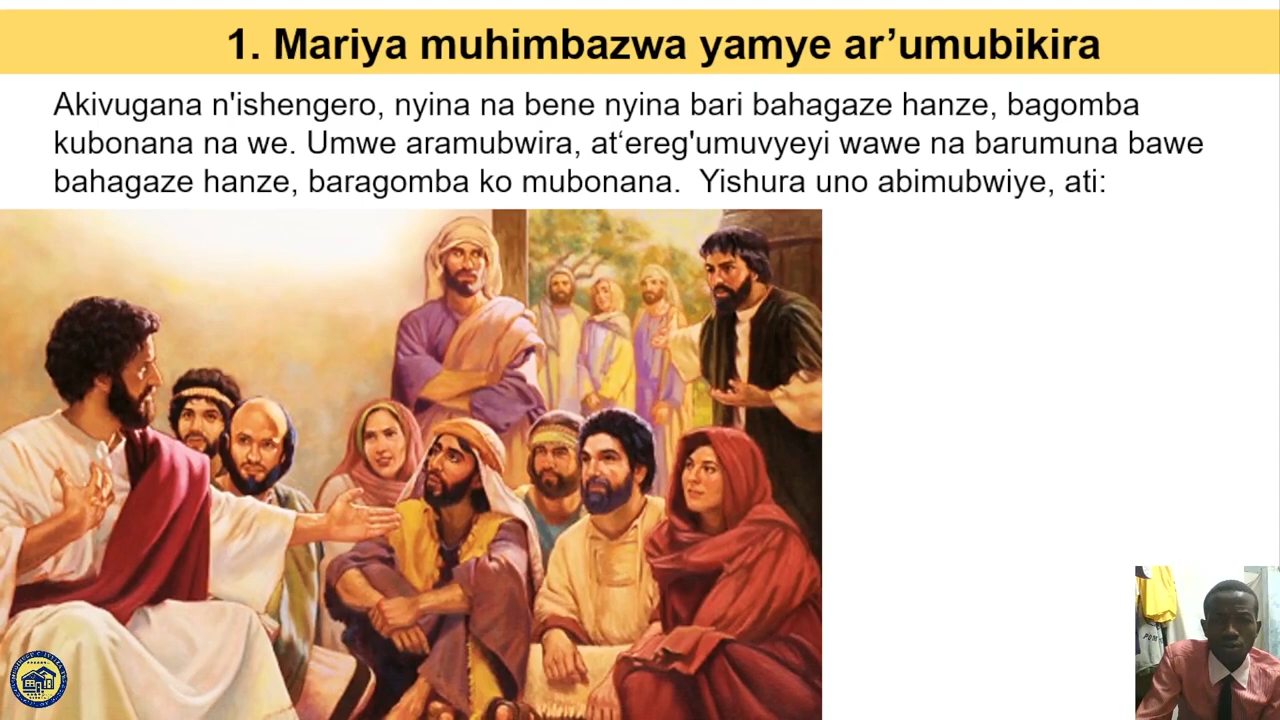 1. Mariya muhimbazwa yamye ar’umubikira
Akivugana n'ishengero, nyina na bene nyina bari bahagaze hanze, bagomba
kubonana na we. Umwe aramubwira, at‘ereg'umuvyeyi wawe na barumuna bawe
bahagaze hanze, baragomba ko mubonana. Yishura uno abimubwiye, ati: